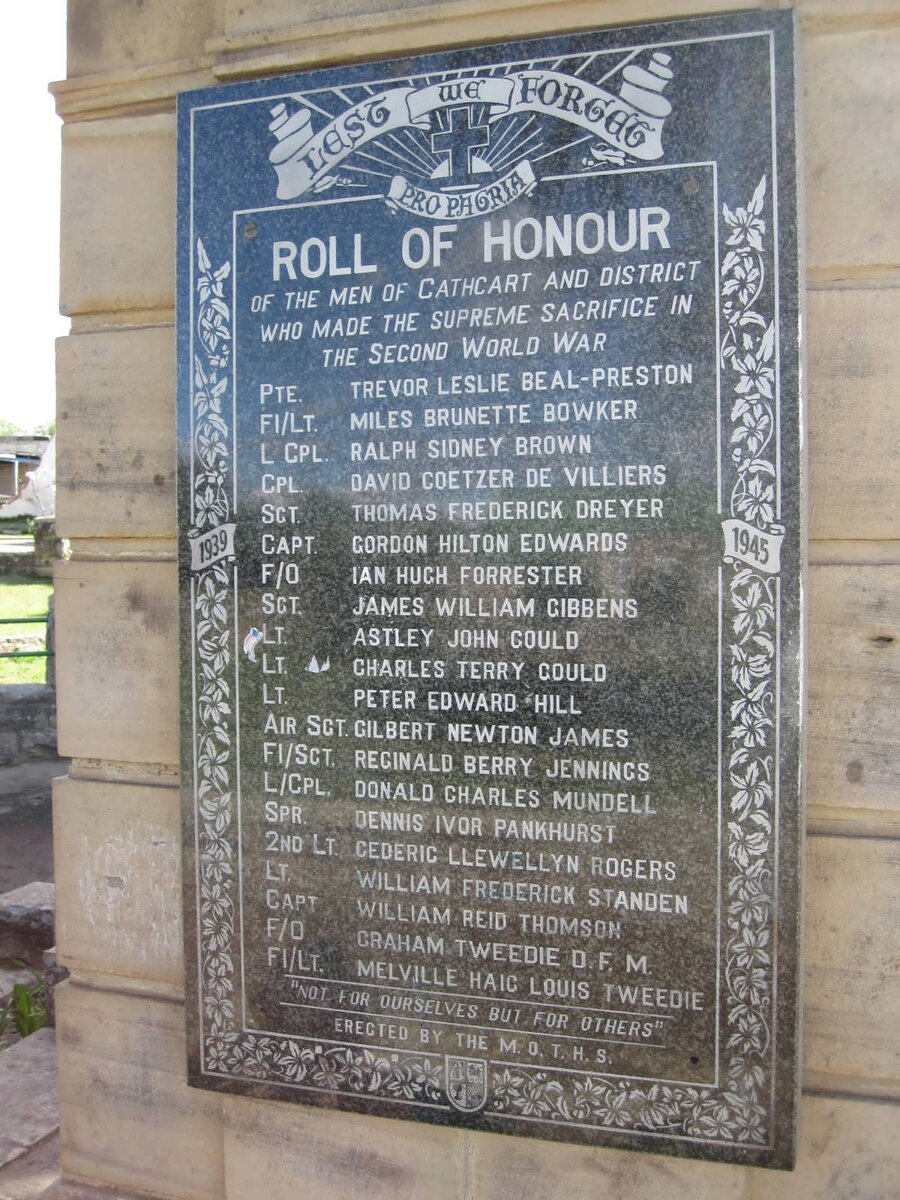 LEST WE FORGET
PRO PATRIA
ROLL OF HONOUR
OF THE MEN OF CATHCART AND DISTRICT
WHO MADE THE SUPREME SACRIFICE IN
THE SECOND WORLD WAR
PTE. TREVOR LESLIE BEAL-PRESTON
Fl/LT. MILES BRUNETTE BOWKER
L CPL. RALPH SIDNEY BROWN
CPL. DAVID COETZER DE VILLIERS
SGT. THOMAS FREDERICK DREYER
CAPT. GORDON HILTON EDWARDS
F/O IAN HUGH FORRESTER
SGT. JAMES WILLIAM GIBBENS
LT. ASTLEY JOHN GOULD
LT. CHARLES TERRY GOULD
LT. PETER EDWARD HILL
AIR SGT. GILBERT NEWTON JAMES
Fl/SGT. REGINALD BERRY JENNINGS
L/CPL. DONALD CHARLES MUNDELL
SPR. DENNIS IVOR PANKHURST
2ND LT. CEDERIC LLEWELLYN ROGERS
LT. WILLIAM FREDERICK STANDEN
CAPT WILLIAM REID THOMSON
F/O GRAHAM TWEEDIE D.F.M.
Fl/LT. MELVILLE HAIG LOUIS TWEEDIE
"NOT FOR OURSELVES BUT FOR OTHERS"
ERECTED BY THE M.O.T.H.S.
1939
1945